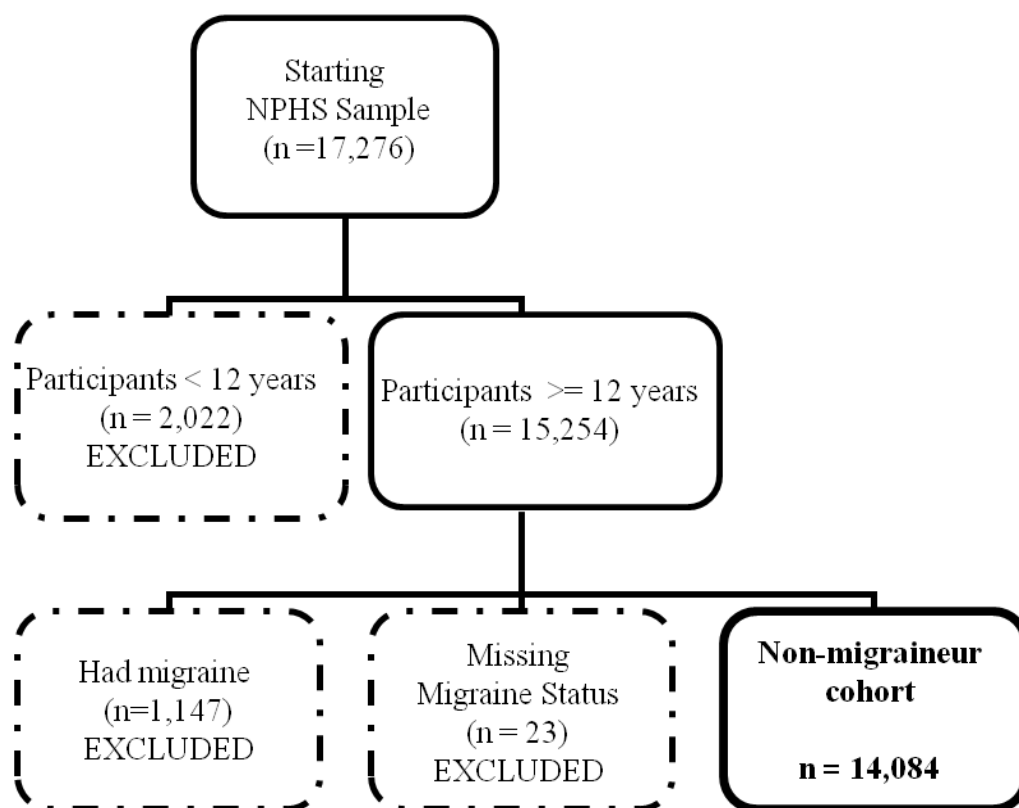 Starting
NPHS Sample
(n =17,276)
Participants < 12 years
(n = 2,022)
EXCLUDED
Participants >= 12 years
(n = 15,254)
Had migraine
(n=1,147)
EXCLUDED
Missing
Migraine Status
(n = 23)
EXCLUDED
Non-migraineur
cohort
n = 14,084